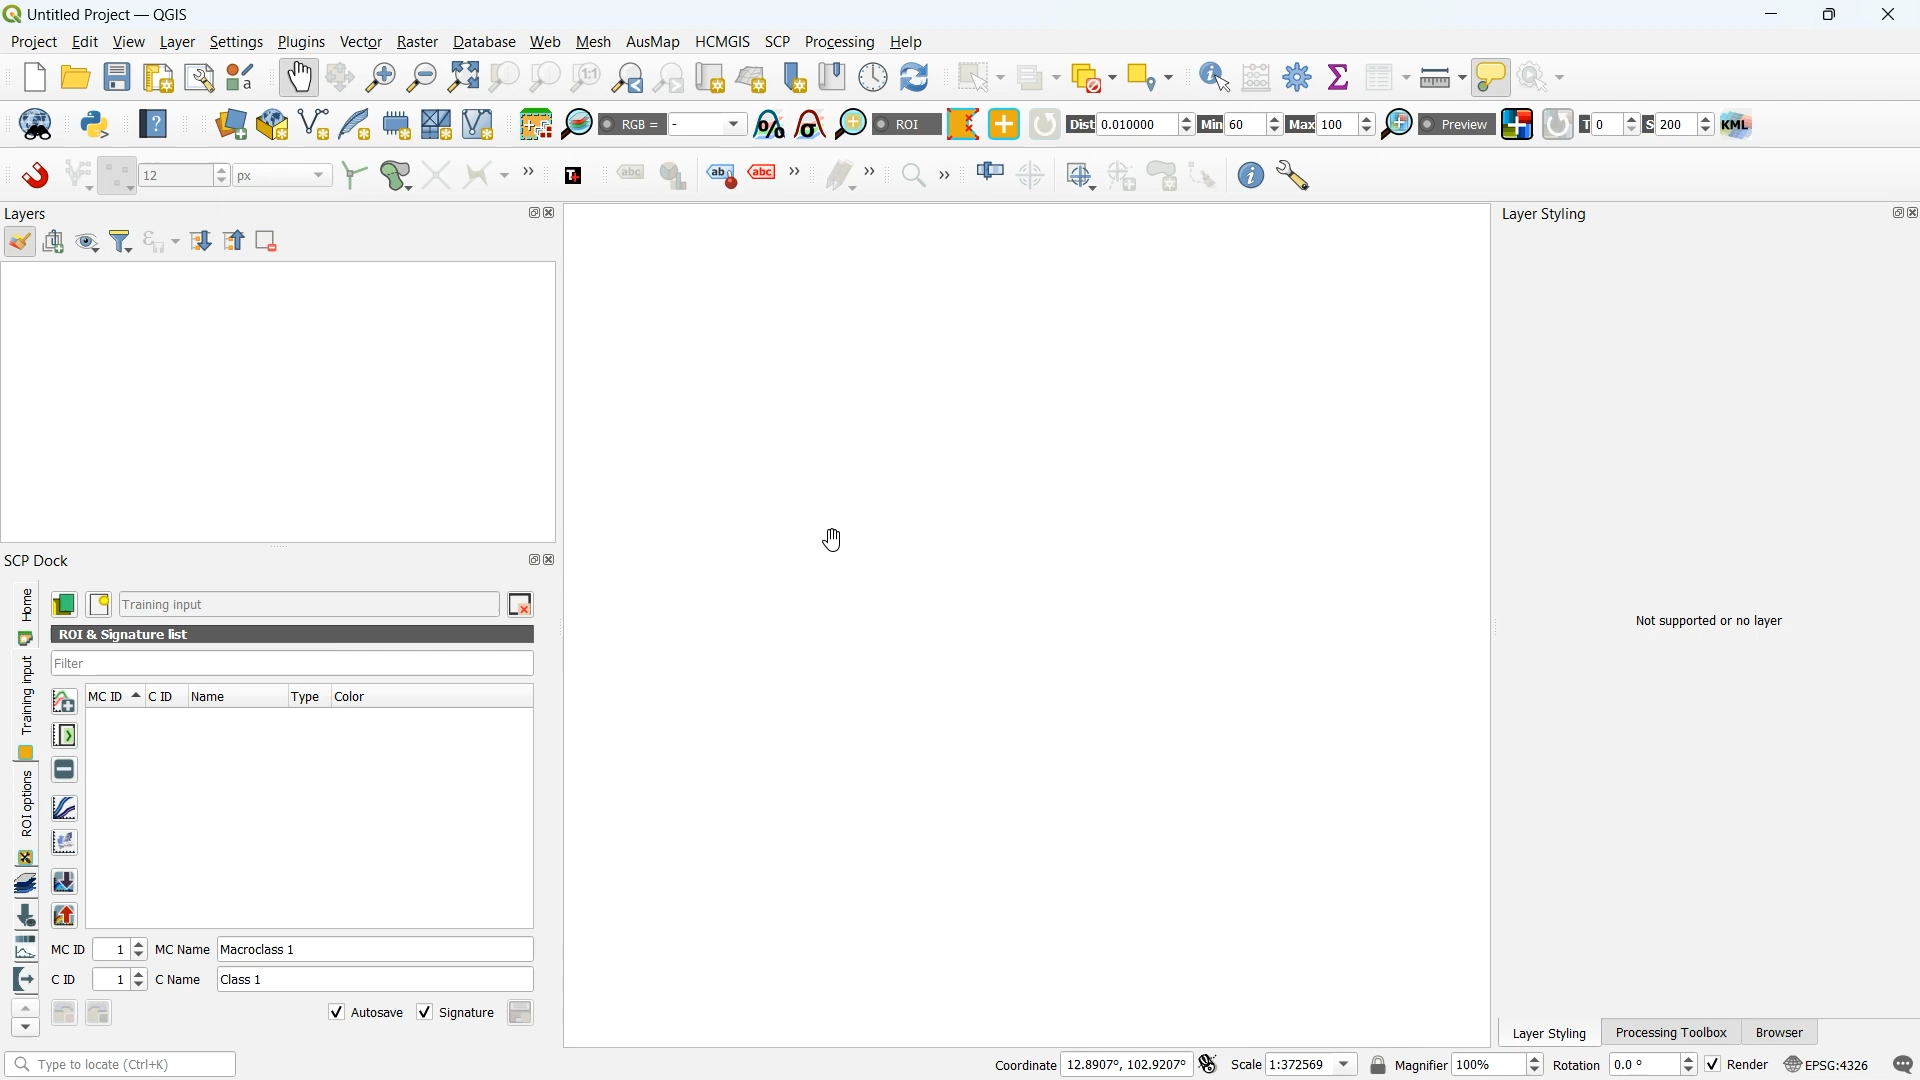 Untitled Project — QGIS
Project Edit View Layer Settings Plugins Vector Raster Database Web Mesh AusMap HCMGIS SCP Processing Help
RGB = - ROI Dist 0.010000 Min 60 Max 100 Preview T 0 S 200 KML
12 px abc ab abc
Layers
Layer Styling
Not supported or no layer
SCP Dock
Home
Training input
ROI options
Training input
ROI & Signature list
Filter
MC ID C ID Name Type Color
MC ID 1 MC Name Macroclass 1
C ID 1 C Name Class 1
Autosave Signature
Layer Styling Processing Toolbox Browser
Type to locate (Ctrl+K)
Coordinate 12.8907°, 102.9207° Scale 1:372569 Magnifier 100% Rotation 0.0 ° Render EPSG:4326